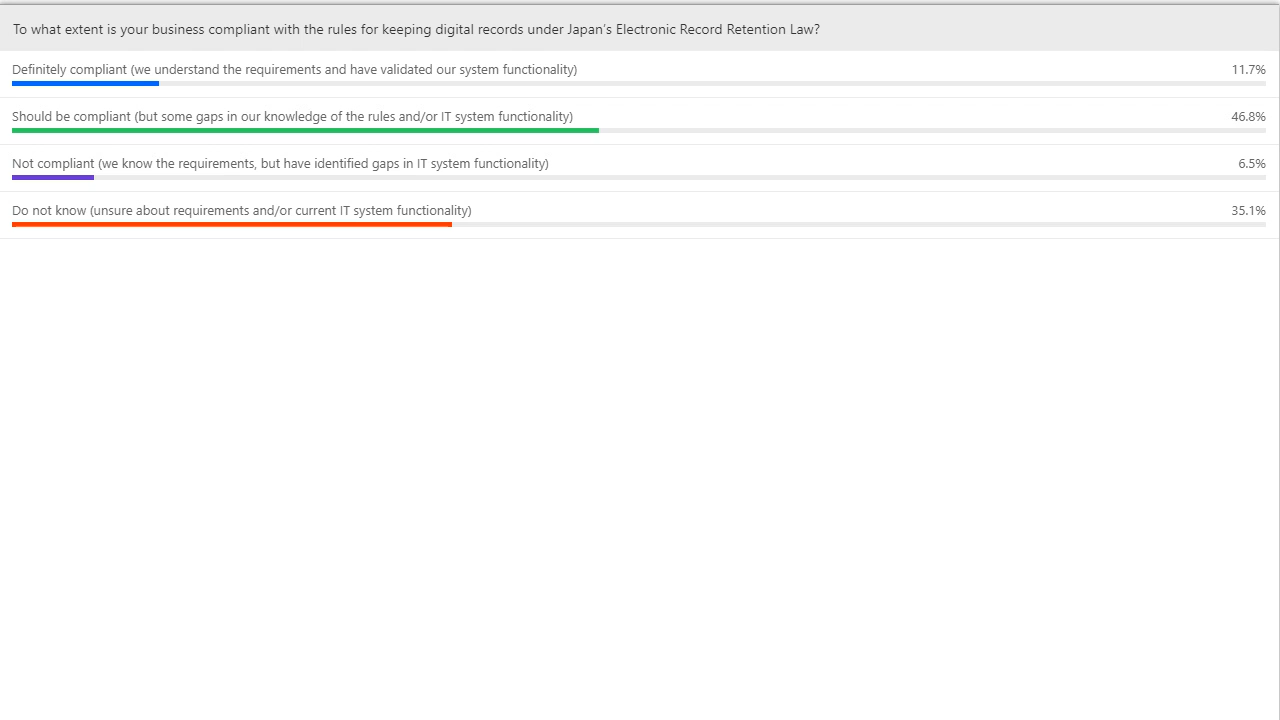 To what extent is your business compliant with the rules for keeping digital records under Japan's Electronic Record Retention Law?
Definitely compliant (we understand the requirements and have validated our system functionality) 11.7%
Should be compliant (but some gaps in our knowledge of the rules and/or IT system functionality) 46.8%
Not compliant (we know the requirements, but have identified gaps in IT system functionality) 6.5%
Do not know (unsure about requirements and/or current IT system functionality) 35.1%